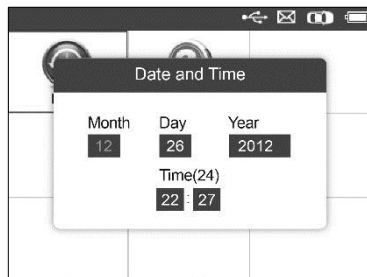 Date and Time
Month Day Year
12 26 2012
Time(24)
22 : 27